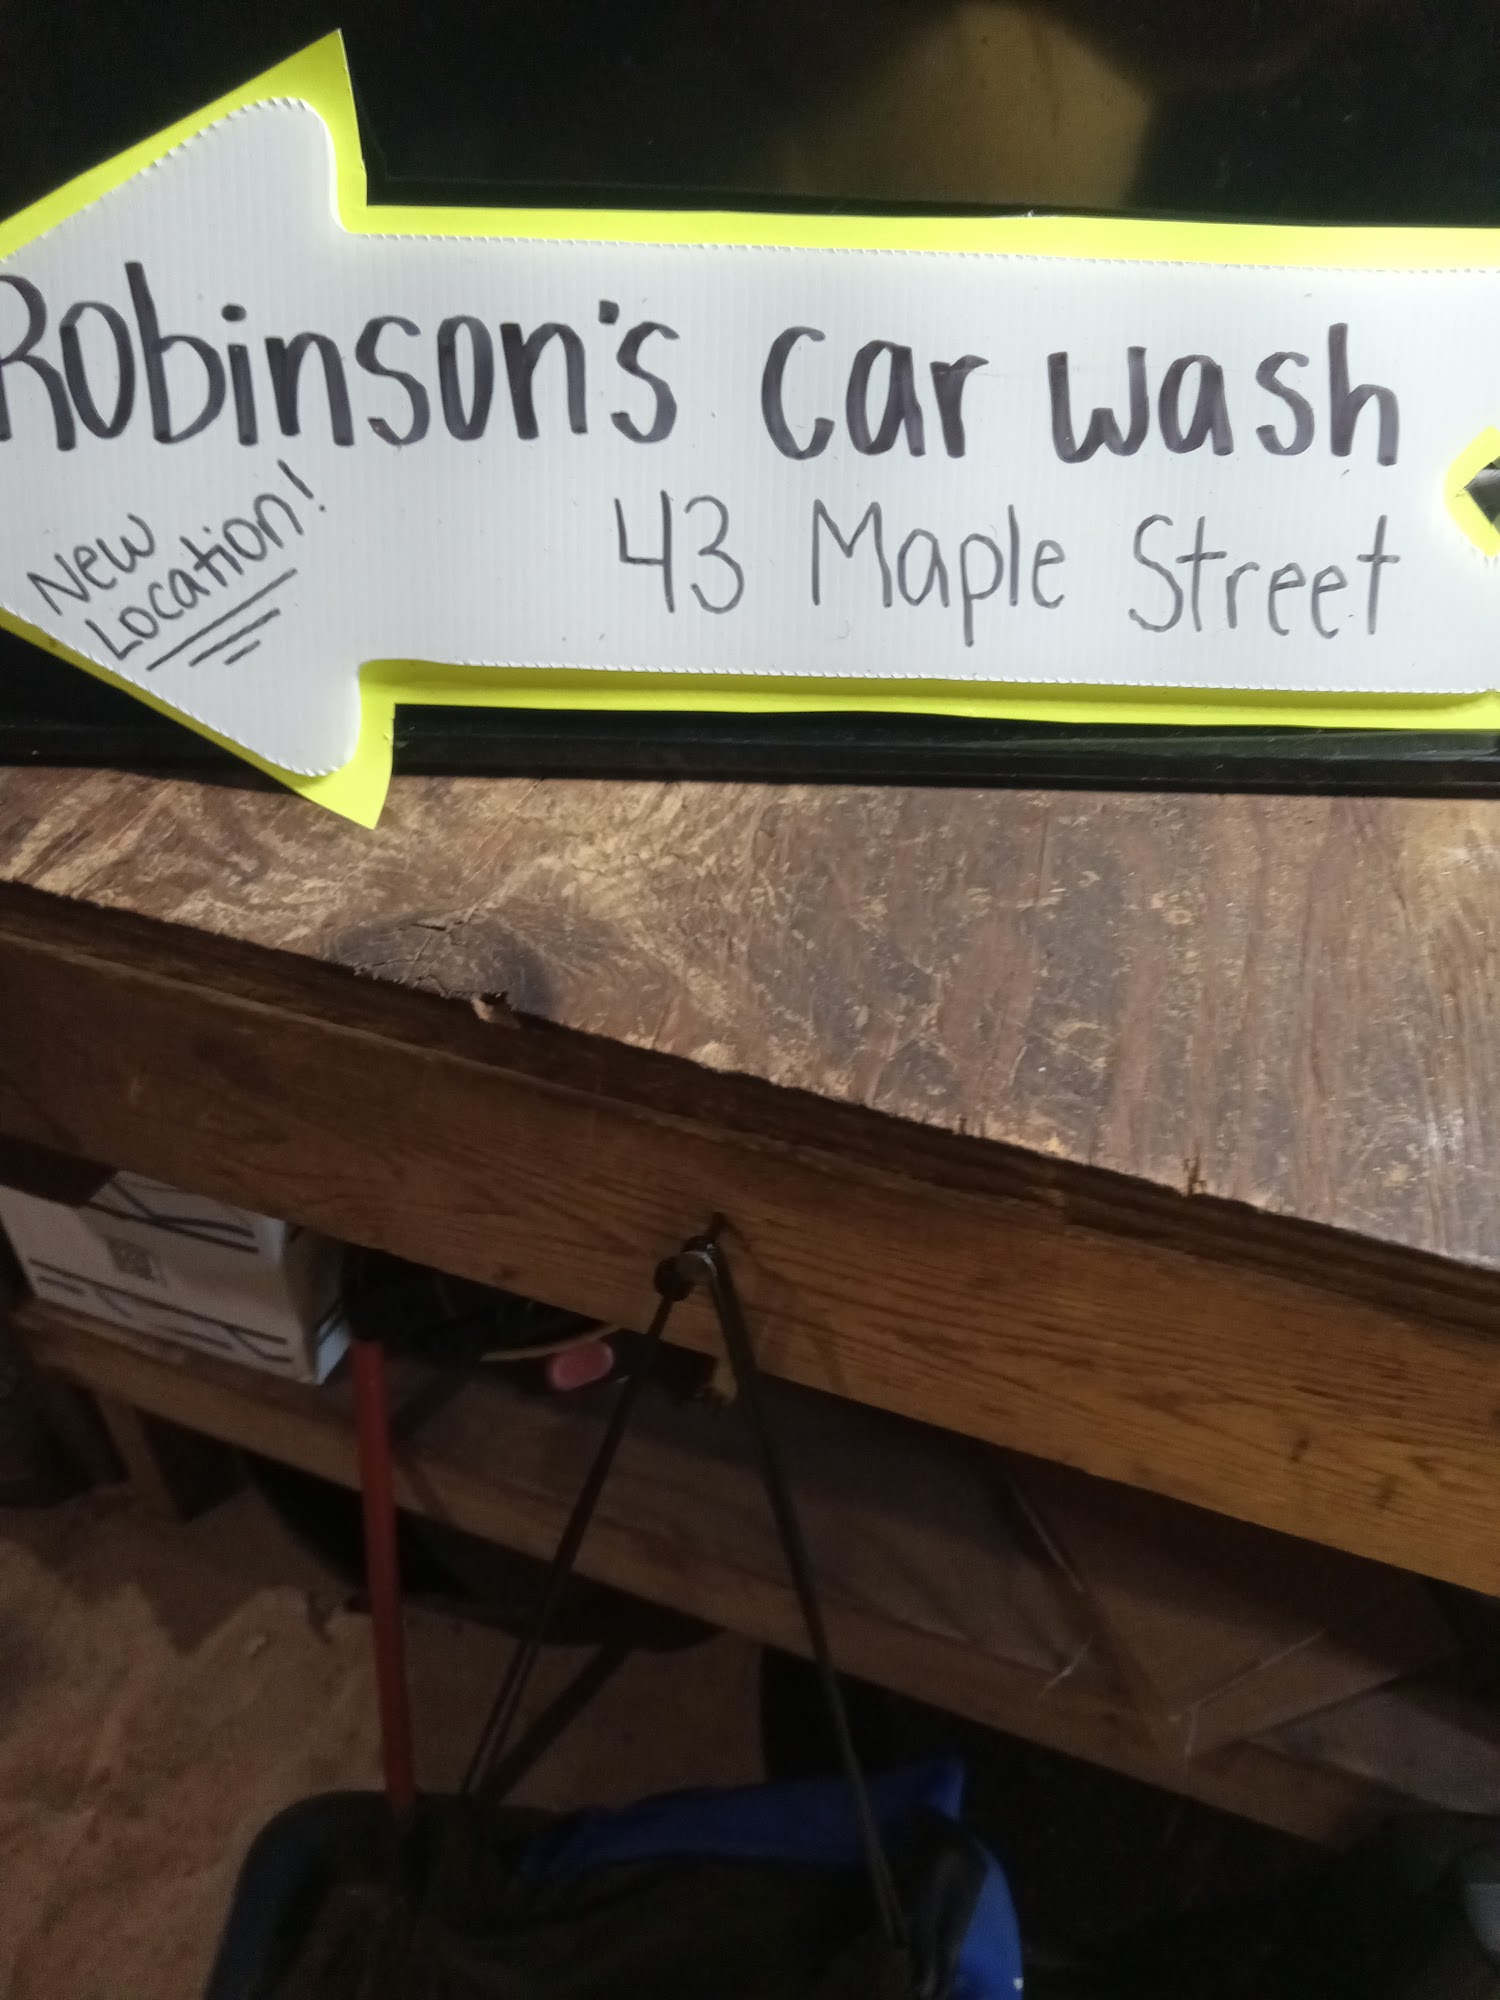 Robinson's car wash
43 Maple Street
New
Location!